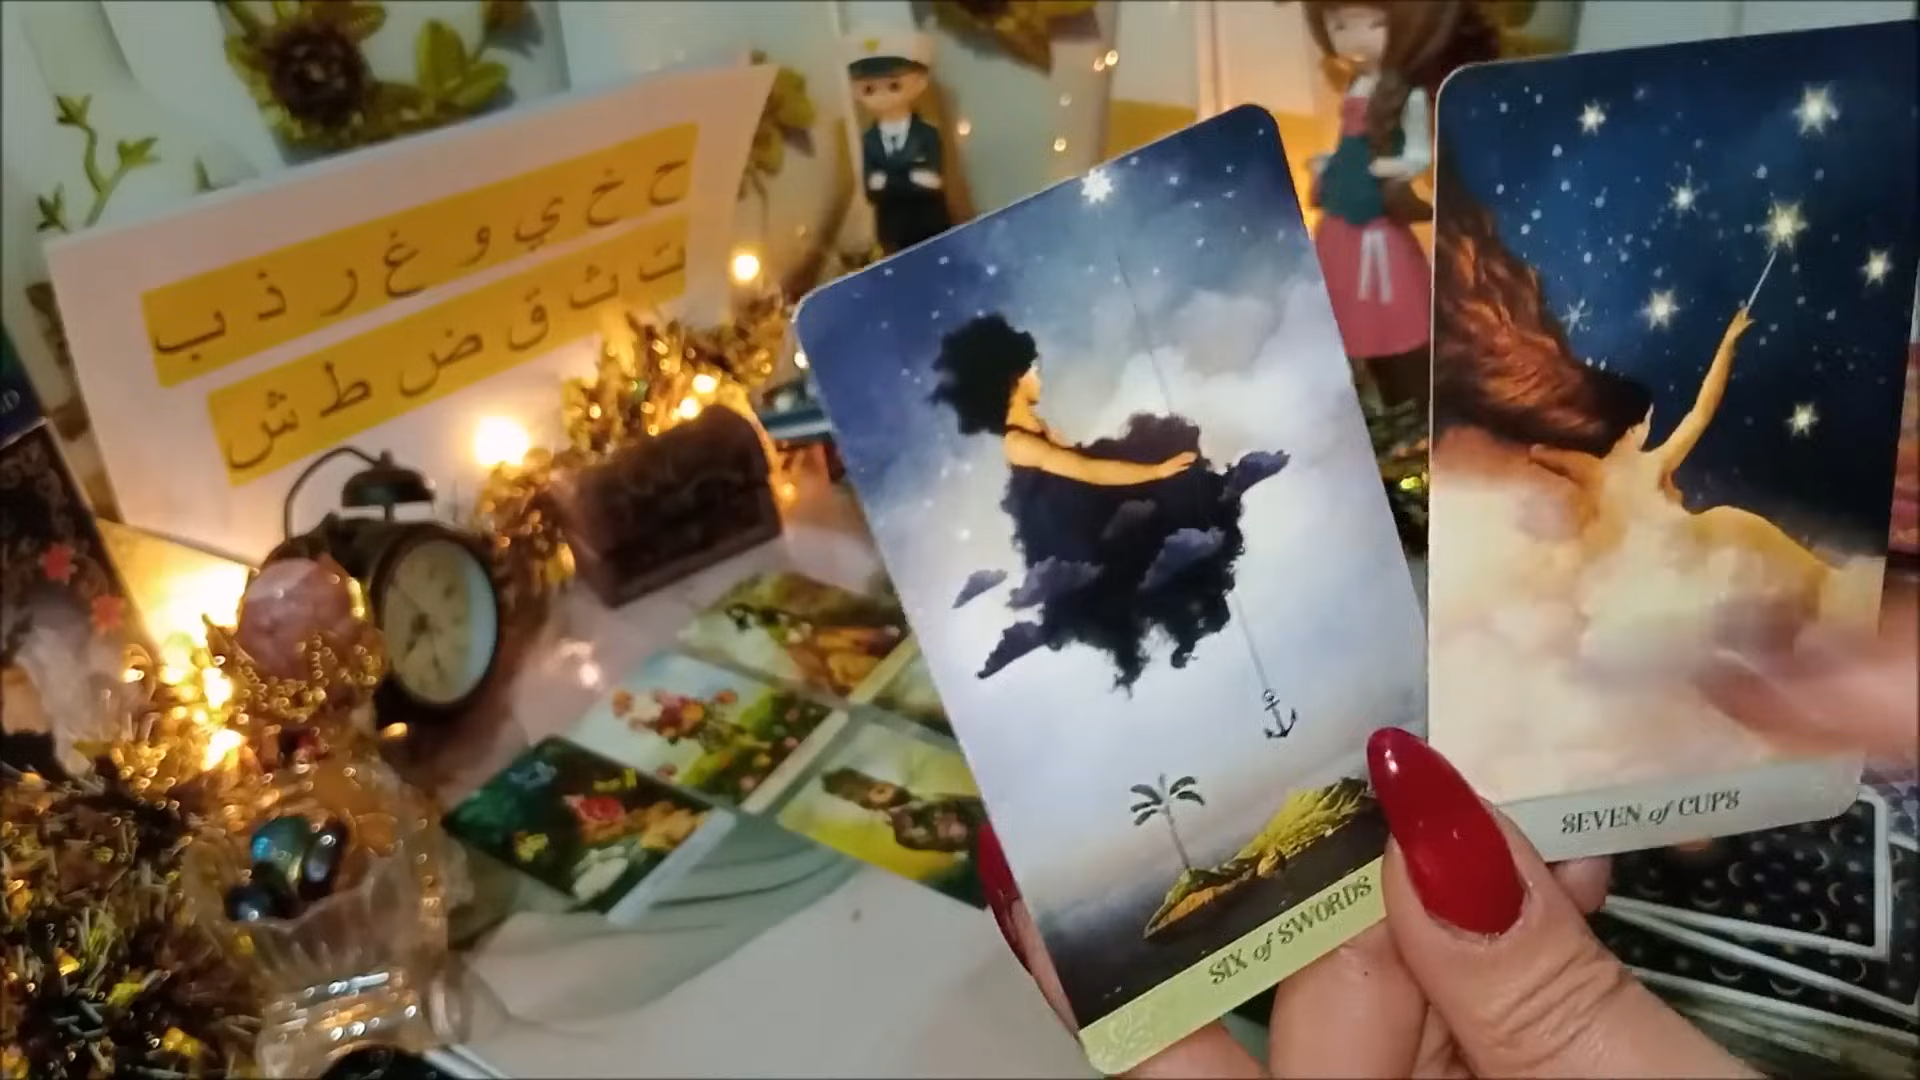 ح خ ي و غ ر ذ ب
ت ث ق ض ط ش
SIX of SWORDS
SEVEN of CUPS